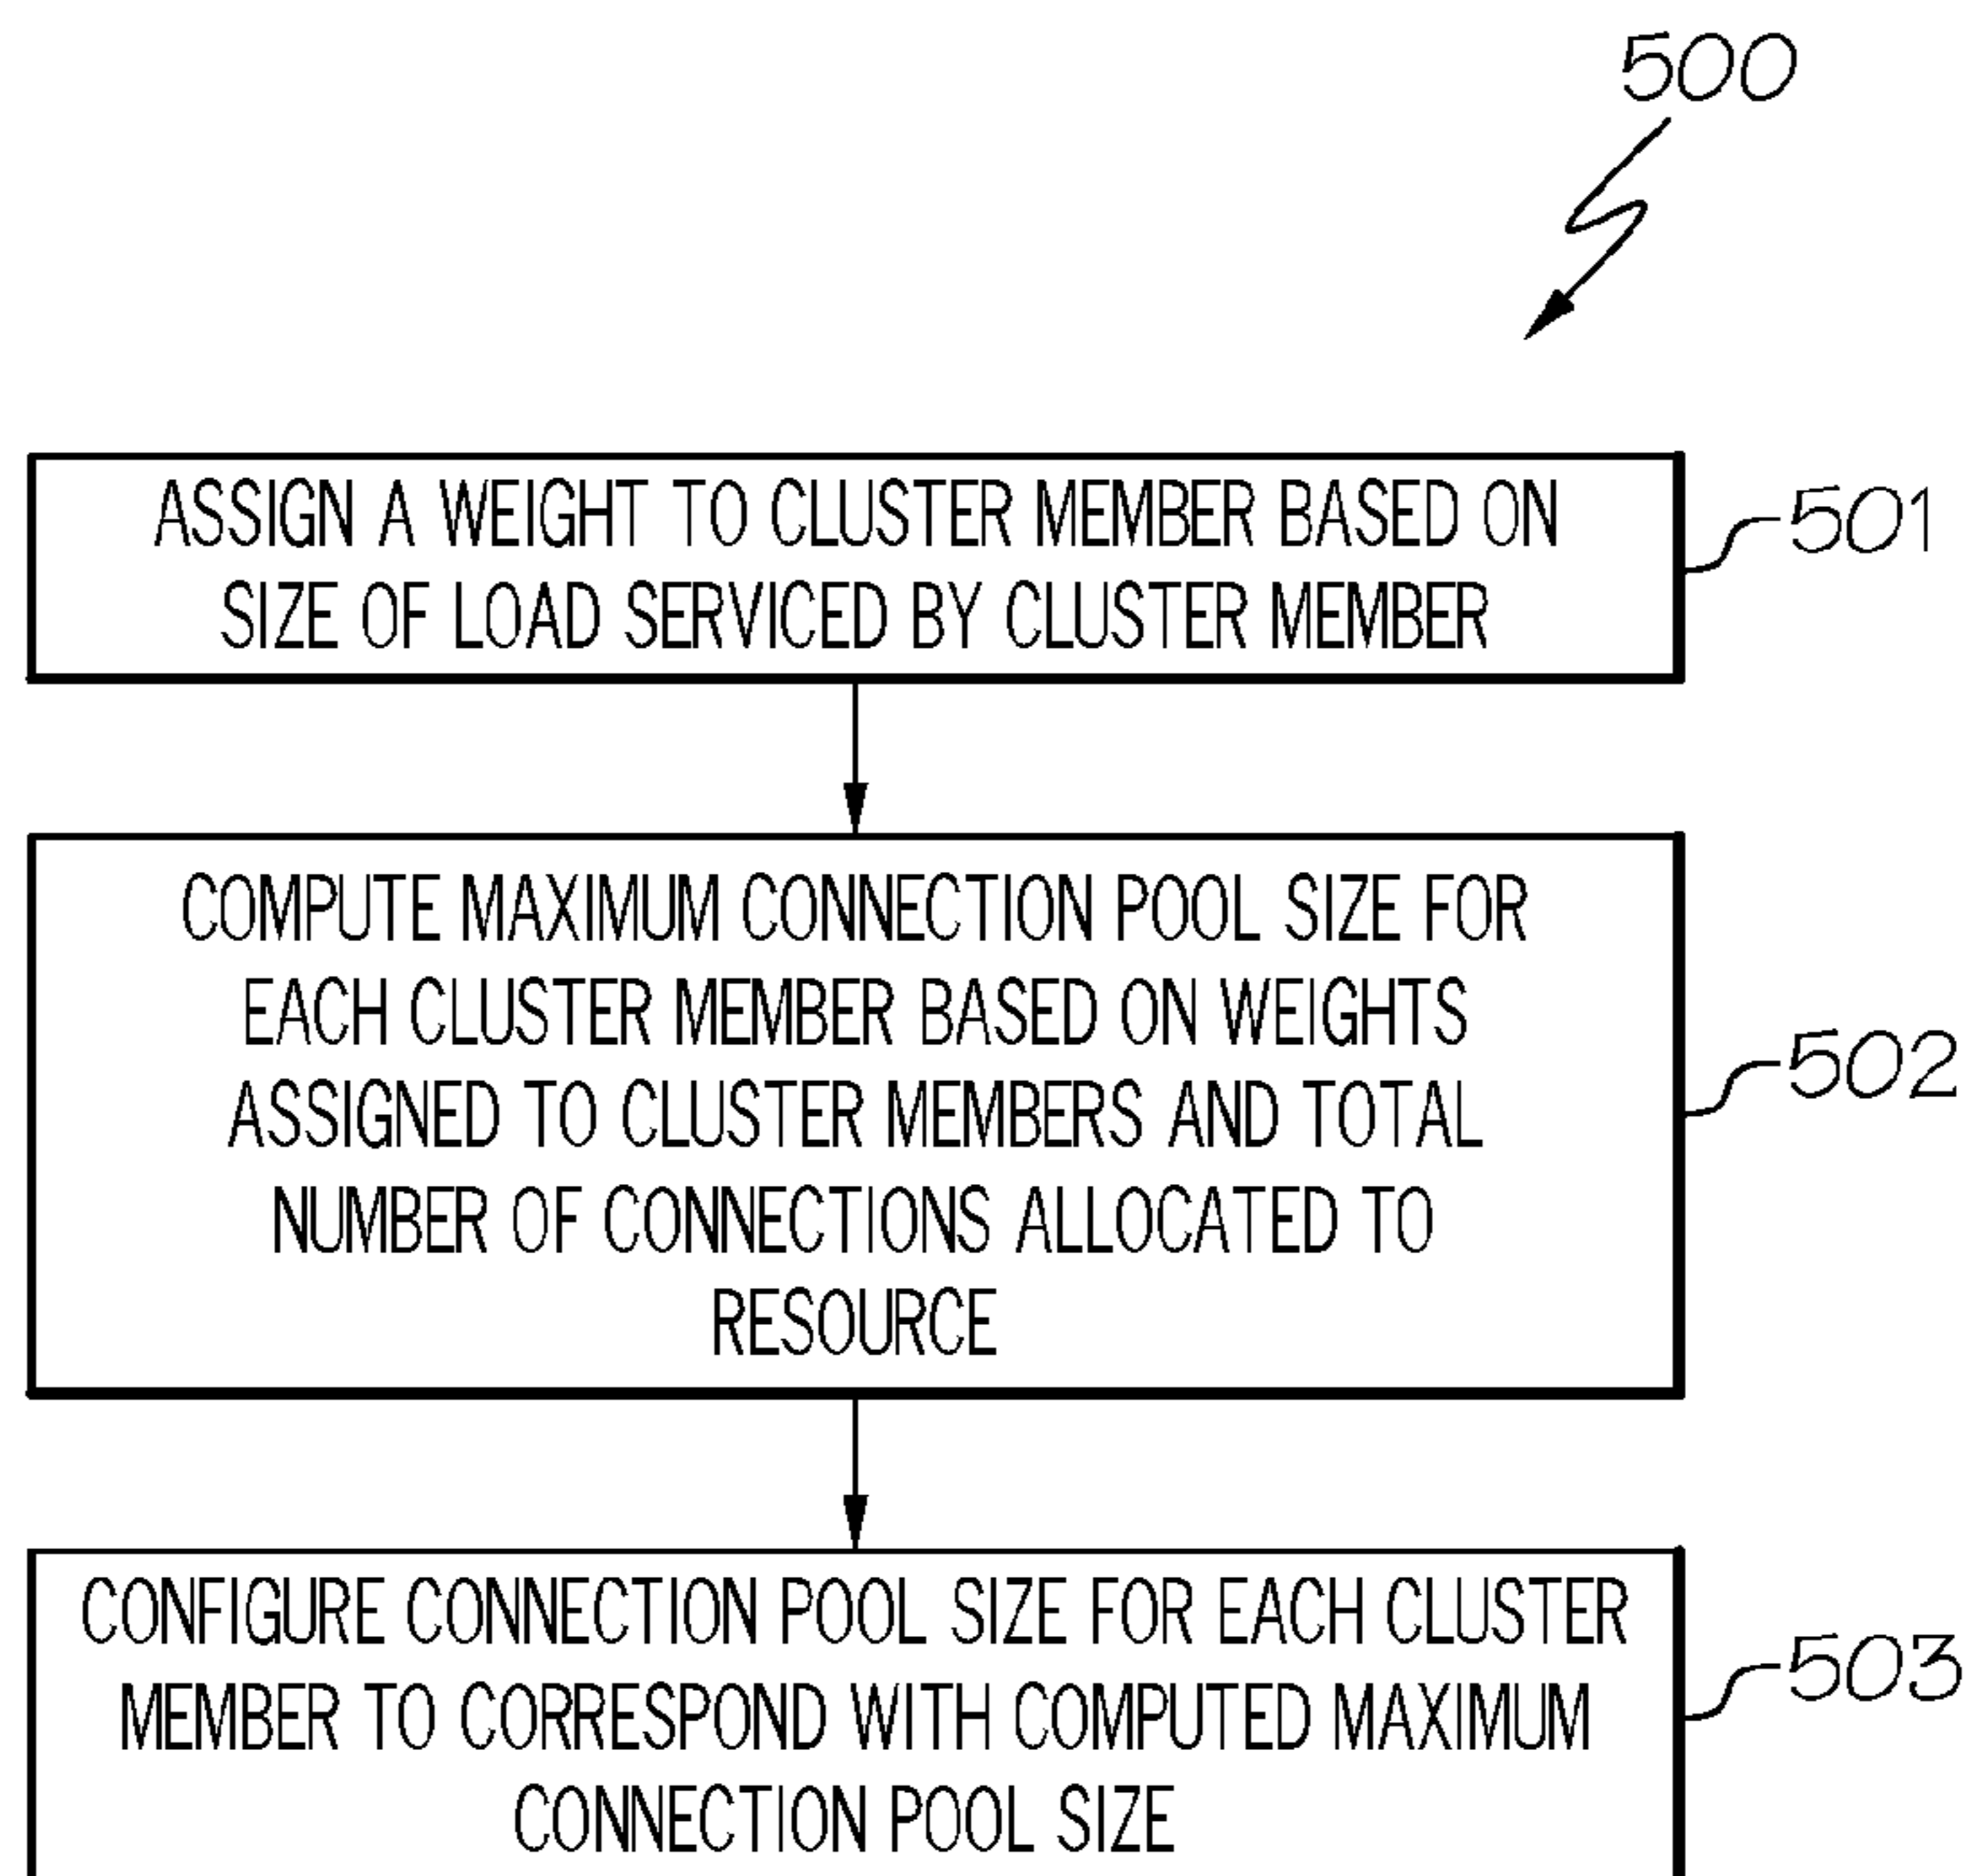 500
ASSIGN A WEIGHT TO CLUSTER MEMBER BASED ON
SIZE OF LOAD SERVICED BY CLUSTER MEMBER
501
COMPUTE MAXIMUM CONNECTION POOL SIZE FOR
EACH CLUSTER MEMBER BASED ON WEIGHTS
ASSIGNED TO CLUSTER MEMBERS AND TOTAL
NUMBER OF CONNECTIONS ALLOCATED TO
RESOURCE
502
CONFIGURE CONNECTION POOL SIZE FOR EACH CLUSTER
MEMBER TO CORRESPOND WITH COMPUTED MAXIMUM
CONNECTION POOL SIZE
503